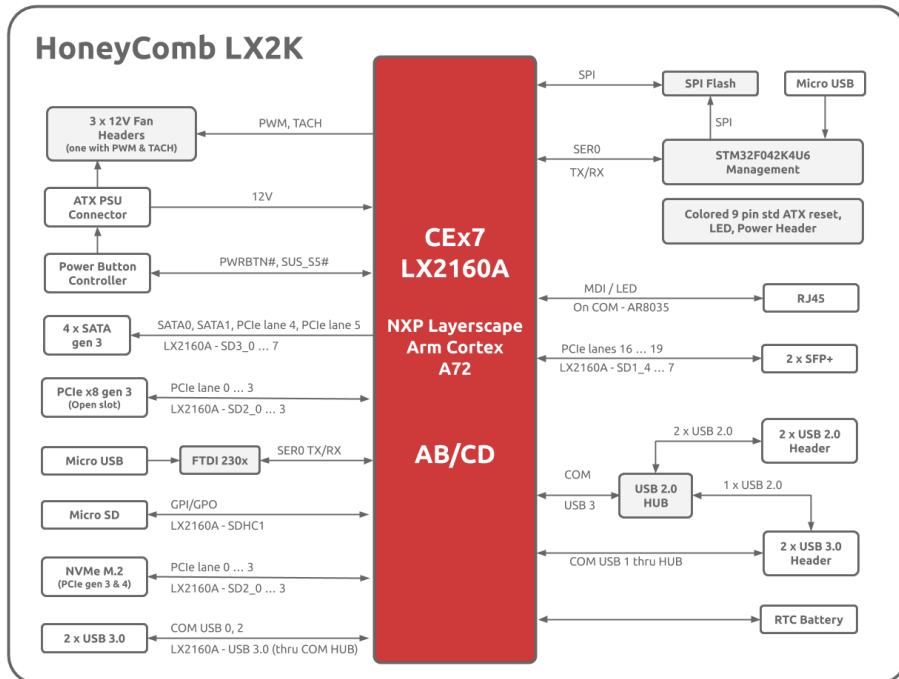 HoneyComb LX2K
3 x 12V Fan
Headers
(one with PWM & TACH)
PWM, TACH
ATX PSU
Connector
12V
Power Button
Controller
PWRBTN#, SUS_S5#
4 x SATA
gen 3
SATA0, SATA1, PCIe lane 4, PCIe lane 5
LX2160A - SD3_0 ... 7
PCIe x8 gen 3
(Open slot)
PCIe lane 0 ... 3
LX2160A - SD2_0 ... 3
Micro USB
FTDI 230x
SER0 TX/RX
Micro SD
GPI/GPO
LX2160A - SDHC1
NVMe M.2
(PCIe gen 3 & 4)
PCIe lane 0 ... 3
LX2160A - SD2_0 ... 3
2 x USB 3.0
COM USB 0, 2
LX2160A - USB 3.0 (thru COM HUB)
CEx7
LX2160A
NXP Layerscape
Arm Cortex
A72
AB/CD
SPI
SPI Flash
Micro USB
SPI
SER0
TX/RX
STM32F042K4U6
Management
Colored 9 pin std ATX reset,
LED, Power Header
MDI / LED
On COM - AR8035
RJ45
PCIe lanes 16 ... 19
LX2160A - SD1_4 ... 7
2 x SFP+
2 x USB 2.0
2 x USB 2.0
Header
COM
USB 3
USB 2.0
HUB
1 x USB 2.0
COM USB 1 thru HUB
2 x USB 3.0
Header
RTC Battery